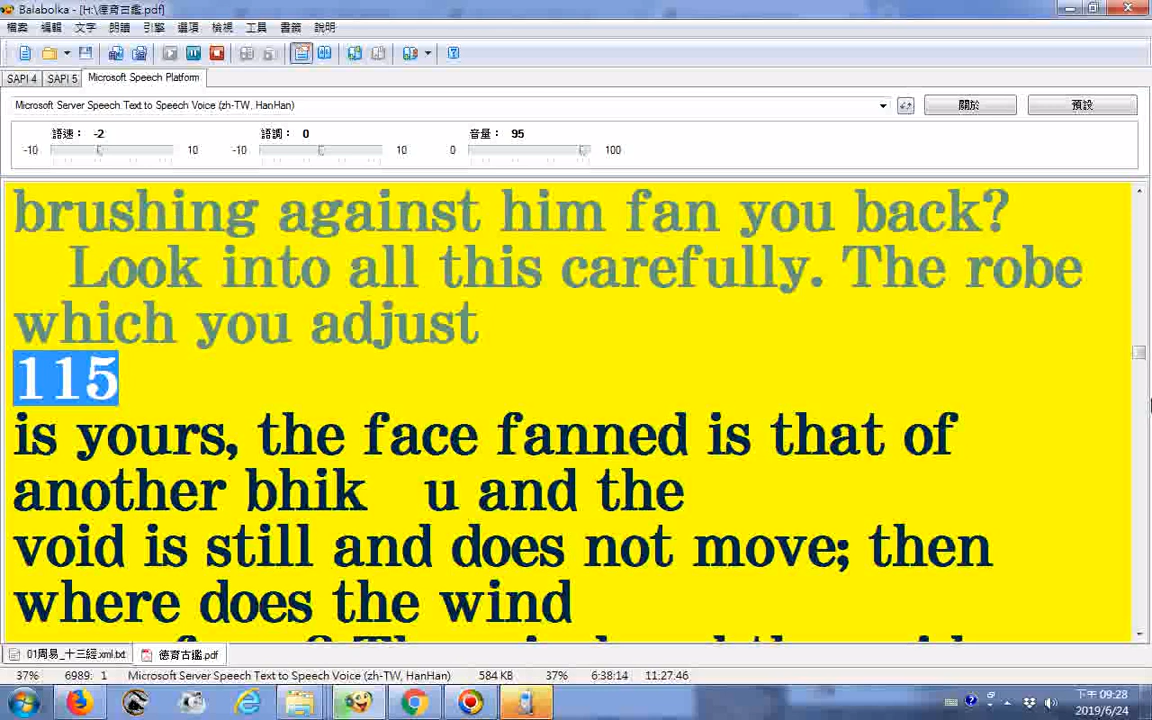 Balabolka - [H:\德育古鑑.pdf]
檔案 編輯 文字 朗讀 引擎 選項 檢視 工具 書籤 說明
SAPI 4 SAPI 5 Microsoft Speech Platform
Microsoft Server Speech Text to Speech Voice (zh-TW, HanHan) 關於 預設
語速： -2 語調： 0 音量： 95
-10 10 -10 10 0 100
brushing against him fan you back?
Look into all this carefully. The robe
which you adjust
115
is yours, the face fanned is that of
another bhik u and the
void is still and does not move; then
where does the wind
01周易_十三經.xml.txt 德育古鑑.pdf
37% 6989: 1 Microsoft Server Speech Text to Speech Voice (zh-TW, HanHan) 584 KB 37% 6:38:14 11:27:46
下午 09:28
2019/6/24